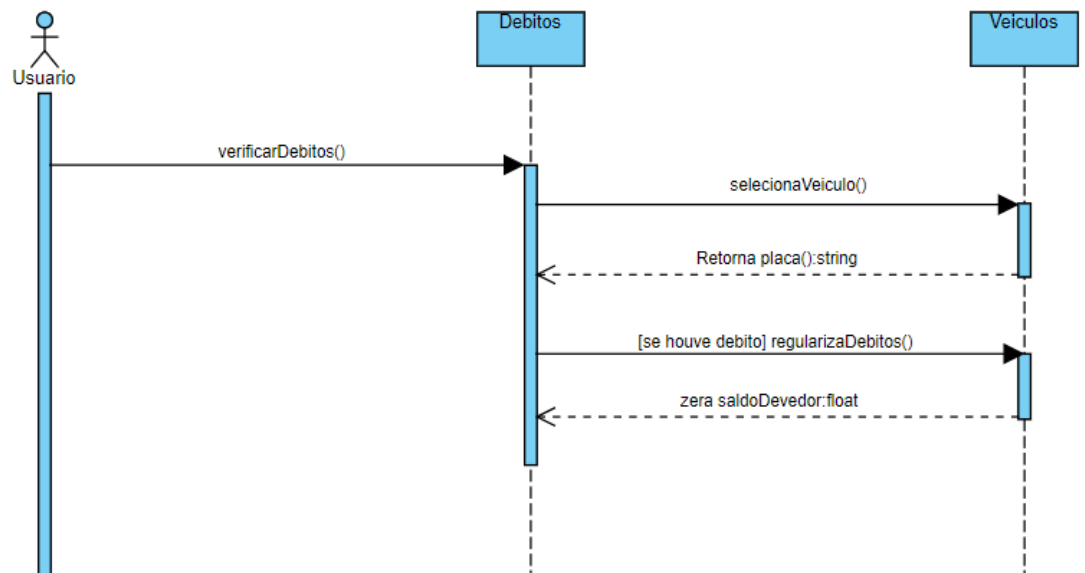 Debitos
Veiculos
Usuario
verificarDebitos()
selecionaVeiculo()
Retorna placa():string
[se houve debito] regularizaDebitos()
zera saldoDevedor:float